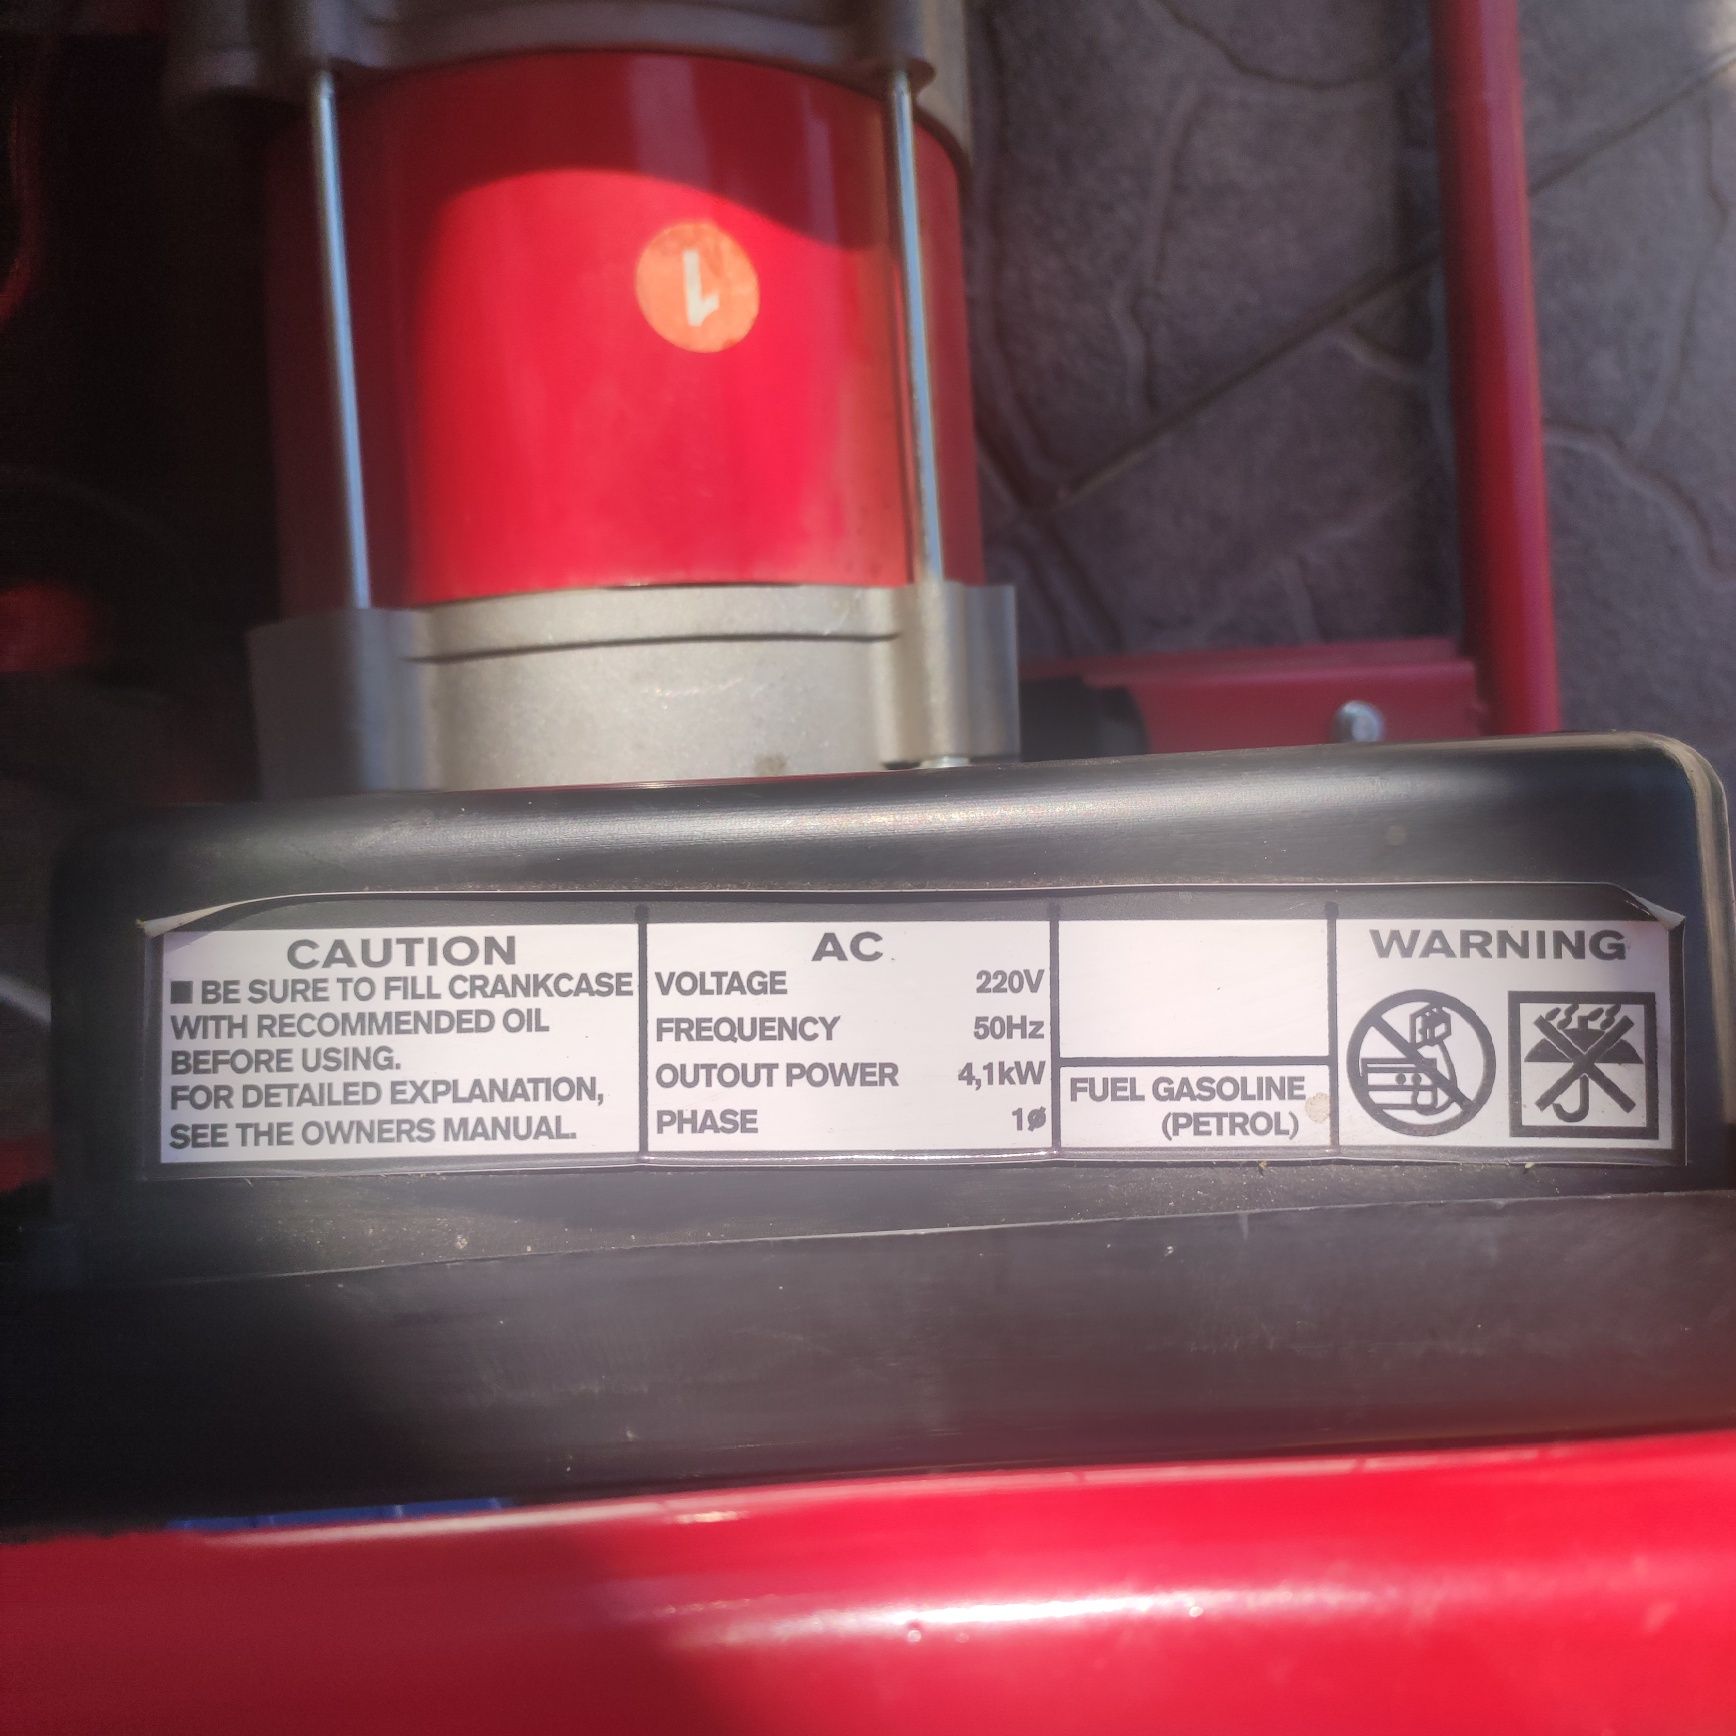 1
CAUTION
■ BE SURE TO FILL CRANKCASE
WITH RECOMMENDED OIL
BEFORE USING.
FOR DETAILED EXPLANATION,
SEE THE OWNERS MANUAL.
AC
VOLTAGE 220V
FREQUENCY 50Hz
OUTOUT POWER 4,1kW
PHASE 1ø
FUEL GASOLINE
(PETROL)
WARNING